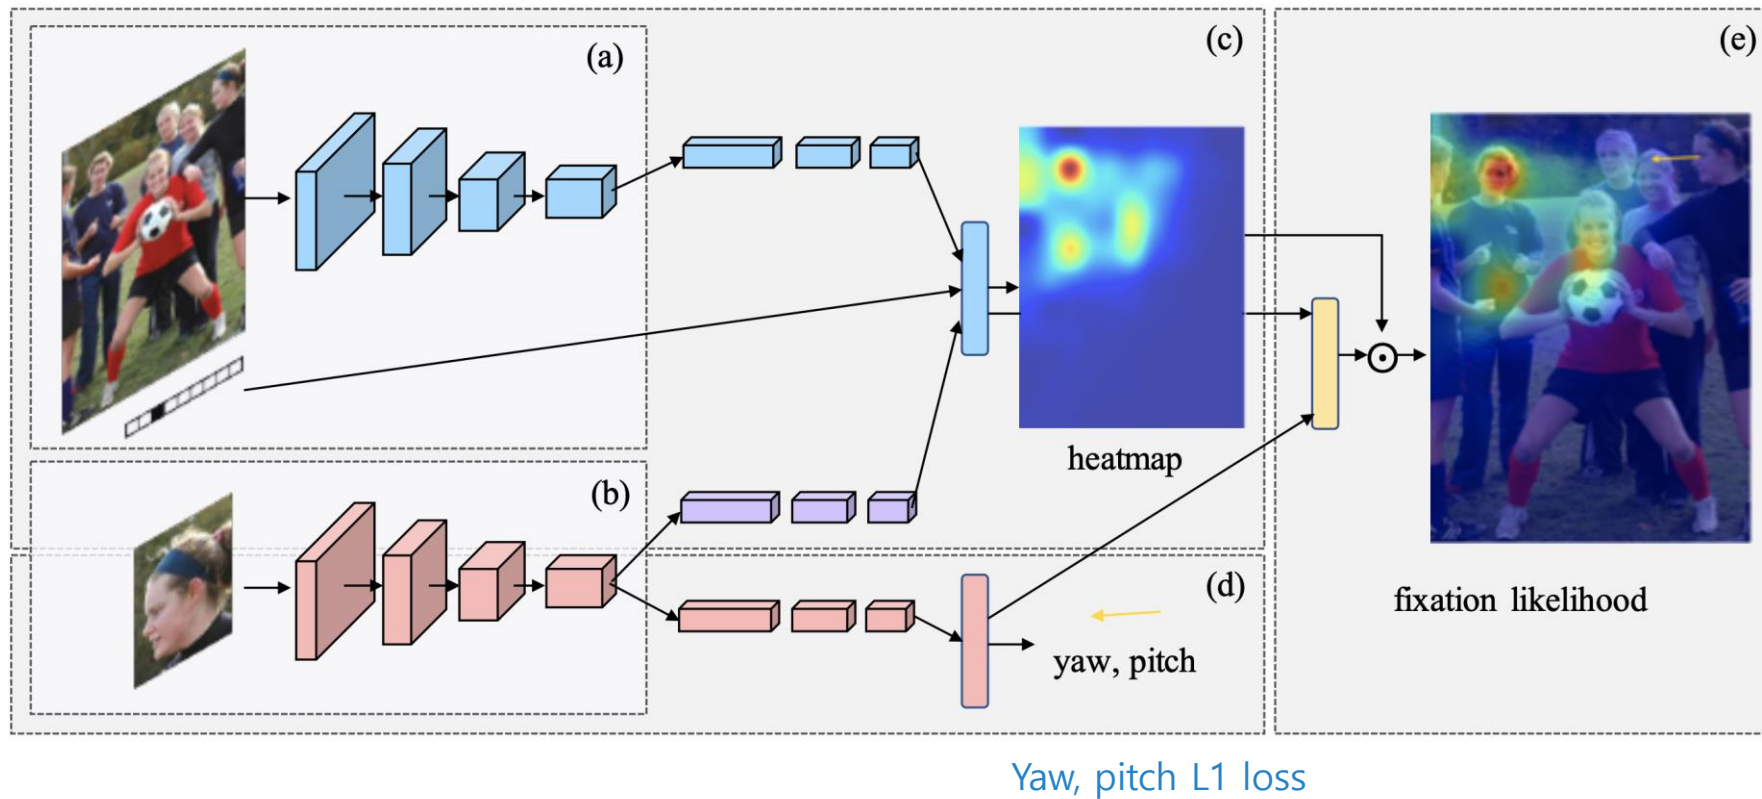 (a)
(c)
(e)
heatmap
(b)
(d)
fixation likelihood
yaw, pitch
Yaw, pitch L1 loss